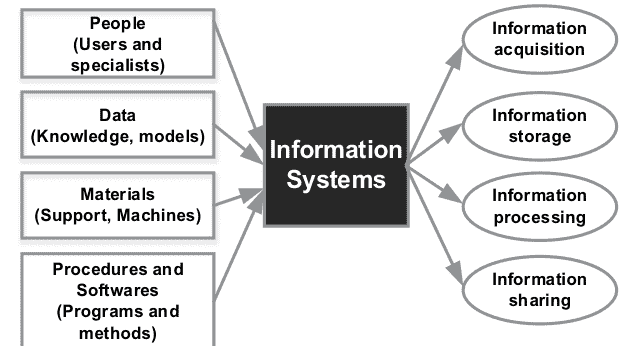 People
(Users and
specialists)
Data
(Knowledge, models)
Materials
(Support, Machines)
Procedures and
Softwares
(Programs and
methods)
Information
Systems
Information
acquisition
Information
storage
Information
processing
Information
sharing